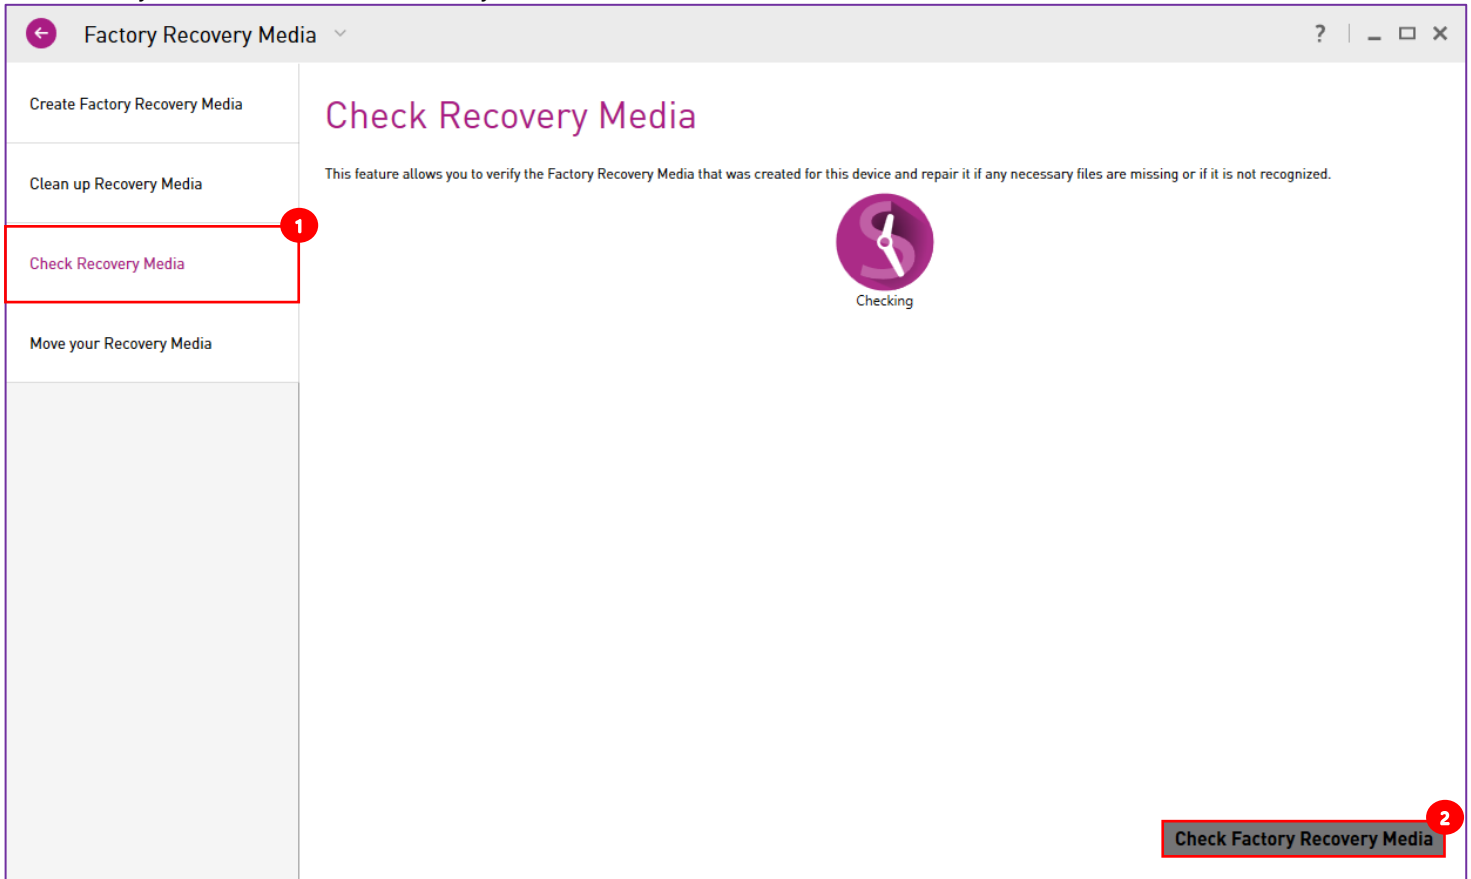 Factory Recovery Media
?
Create Factory Recovery Media
Clean up Recovery Media
1
Check Recovery Media
Move your Recovery Media
Check Recovery Media
This feature allows you to verify the Factory Recovery Media that was created for this device and repair it if any necessary files are missing or if it is not recognized.
S
Checking
2
Check Factory Recovery Media